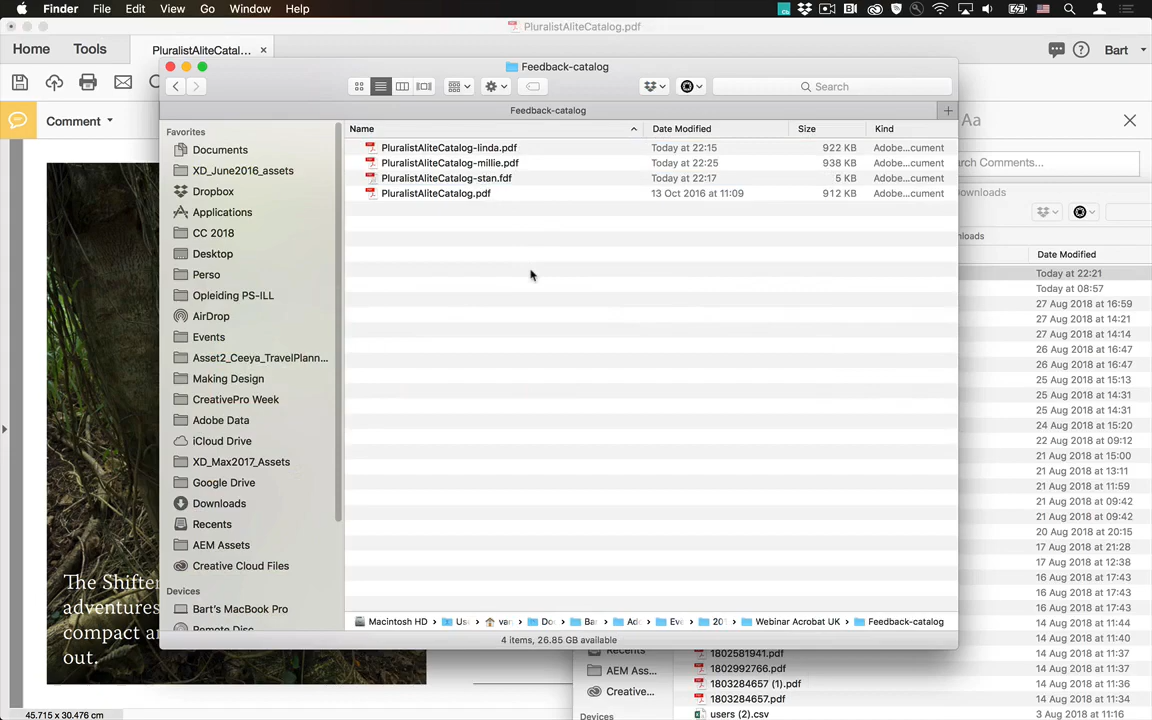 Finder File Edit View Go Window Help
PluralistAliteCatalog.pdf
Home Tools PluralistAliteCatal... × Bart
Comment
Aa
Comments...
Feedback-catalog
Search
Feedback-catalog
Favorites
Documents
XD_June2016_assets
Dropbox
Applications
CC 2018
Desktop
Perso
Opleiding PS-ILL
AirDrop
Events
Asset2_Ceeya_TravelPlann...
Making Design
CreativePro Week
Adobe Data
iCloud Drive
XD_Max2017_Assets
Google Drive
Downloads
Recents
AEM Assets
Creative Cloud Files
Devices
Bart's MacBook Pro
Remote Disc
Name Date Modified Size Kind
PluralistAliteCatalog-linda.pdf Today at 22:15 922 KB Adobe...cument
PluralistAliteCatalog-millie.pdf Today at 22:25 938 KB Adobe...cument
PluralistAliteCatalog-stan.fdf Today at 22:17 5 KB Adobe...cument
PluralistAliteCatalog.pdf 13 Oct 2016 at 11:09 912 KB Adobe...cument
Macintosh HD › Us › van › Do › Ba › Ad › Eve › 20 › Webinar Acrobat UK › Feedback-catalog
4 items, 26.85 GB available
ownloads
nloads
Date Modified
Today at 22:21
Today at 08:57
27 Aug 2018 at 16:59
27 Aug 2018 at 14:21
27 Aug 2018 at 14:14
26 Aug 2018 at 16:47
26 Aug 2018 at 16:47
25 Aug 2018 at 15:13
25 Aug 2018 at 14:31
25 Aug 2018 at 14:31
24 Aug 2018 at 15:20
22 Aug 2018 at 09:12
21 Aug 2018 at 15:00
21 Aug 2018 at 13:11
21 Aug 2018 at 11:59
21 Aug 2018 at 09:42
21 Aug 2018 at 09:42
20 Aug 2018 at 20:15
17 Aug 2018 at 21:28
17 Aug 2018 at 12:38
16 Aug 2018 at 17:43
16 Aug 2018 at 17:43
16 Aug 2018 at 17:43
14 Aug 2018 at 11:44
14 Aug 2018 at 11:40
1802581941.pdf 14 Aug 2018 at 11:37
1802992766.pdf 14 Aug 2018 at 11:37
1803284657 (1).pdf 14 Aug 2018 at 11:36
1803284657.pdf 14 Aug 2018 at 11:34
users (2).csv 3 Aug 2018 at 11:16
Recents
AEM Ass...
Creative...
Devices
The Shifter
adventures
compact a
out.
45.715 x 30.476 cm